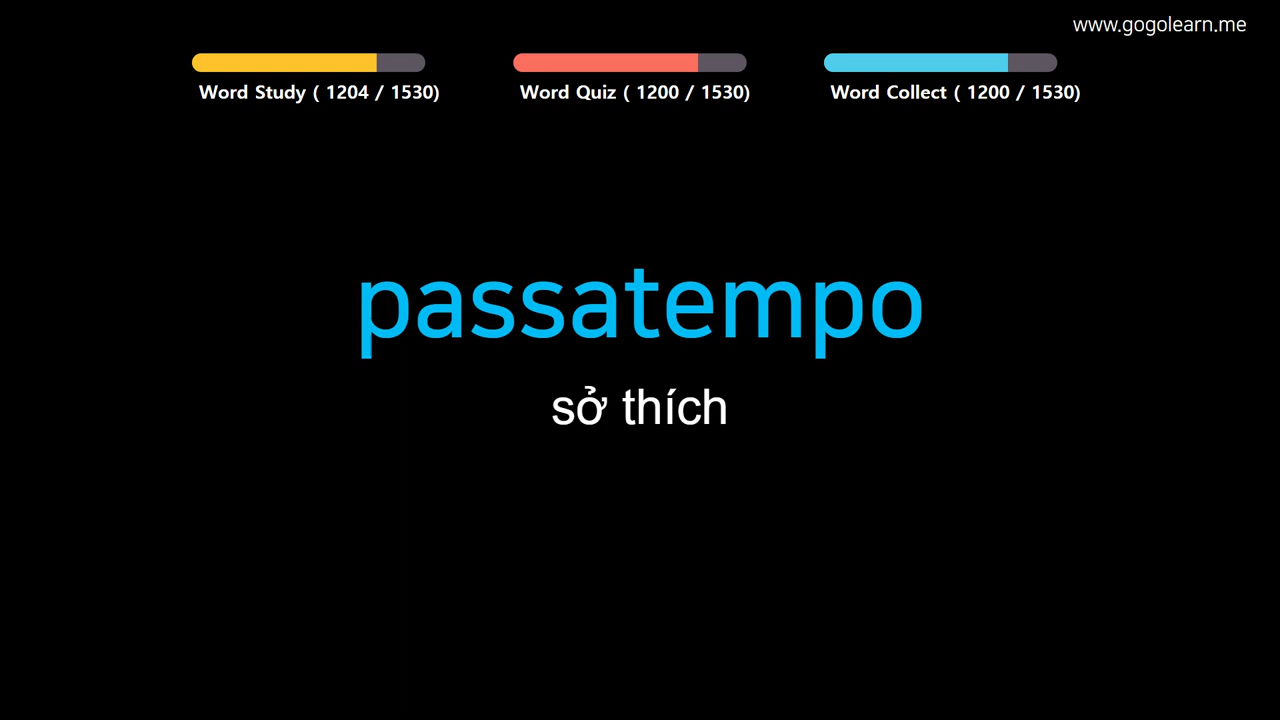 www.gogolearn.me
Word Study ( 1204 / 1530)
Word Quiz ( 1200 / 1530)
Word Collect ( 1200 / 1530)
passatempo
sở thích